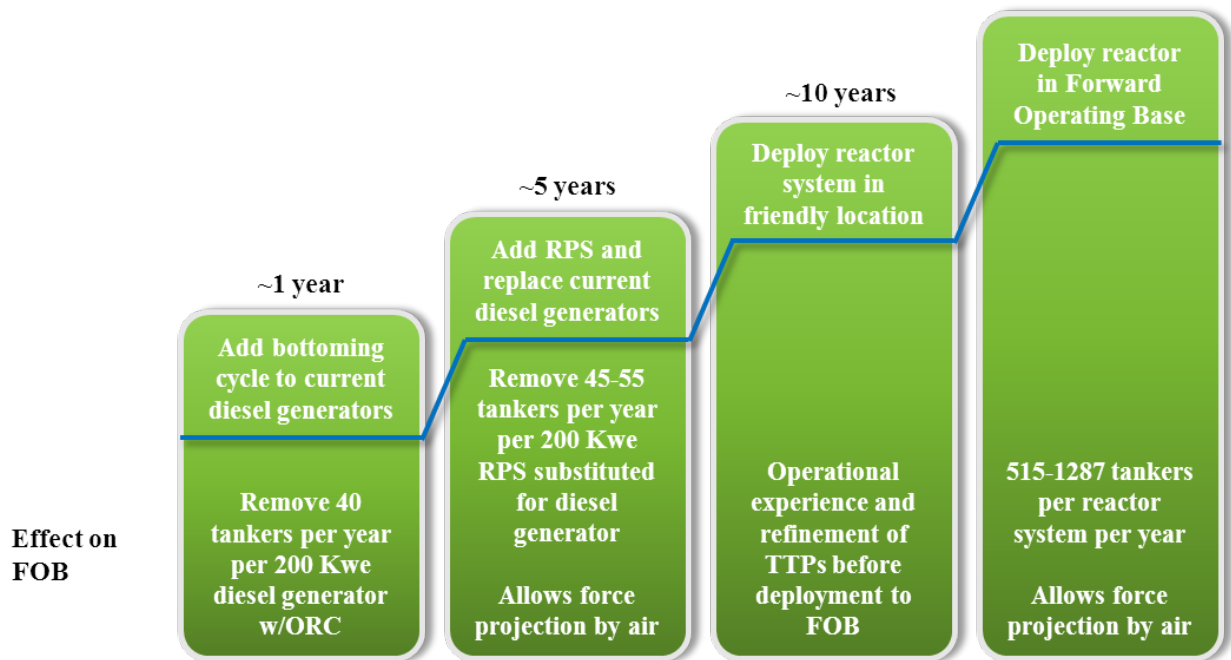 ~1 year
Add bottoming
cycle to current
diesel generators
Remove 40
tankers per year
per 200 Kwe
diesel generator
w/ORC
~5 years
Add RPS and
replace current
diesel generators
Remove 45-55
tankers per year
per 200 Kwe
RPS substituted
for diesel
generator
Allows force
projection by air
~10 years
Deploy reactor
system in
friendly location
Operational
experience and
refinement of
TTPs before
deployment to
FOB
Deploy reactor
in Forward
Operating Base
515-1287 tankers
per reactor
system per year
Allows force
projection by air
Effect on
FOB